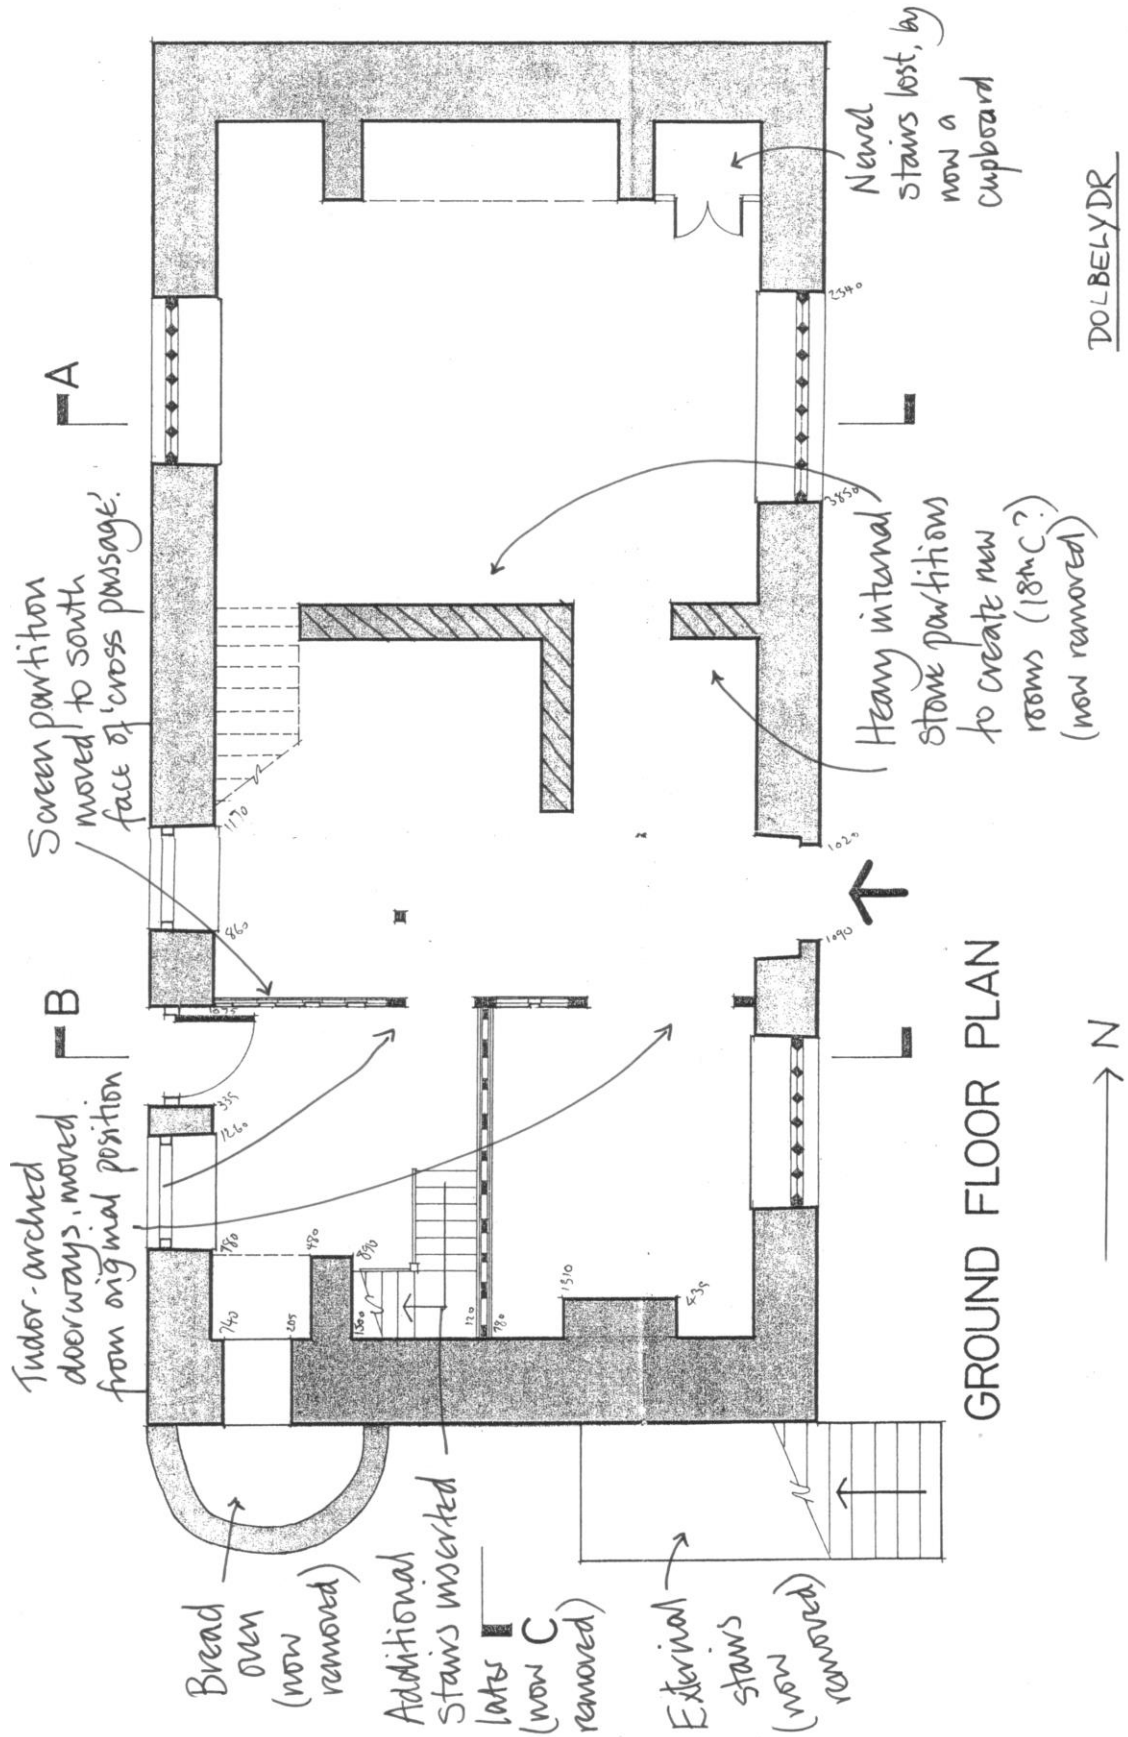 Screen partition
moved to south
face of 'cross passage'.
Tudor-arched
doorways, moved
from original position
Bread
oven
(now
removed)
Additional
stairs inserted
later
(now
removed)
External
stairs
(now
removed)
Heavy internal
stone partitions
to create new
rooms (18th C?)
(now removed)
Newel
stairs lost, by
now a
cupboard
A
B
C
1170
860
1075
335
1260
780
480
890
740
205
1500
120
780
1310
435
2340
3850
1020
1090
GROUND FLOOR PLAN
N
DOLBELYDR